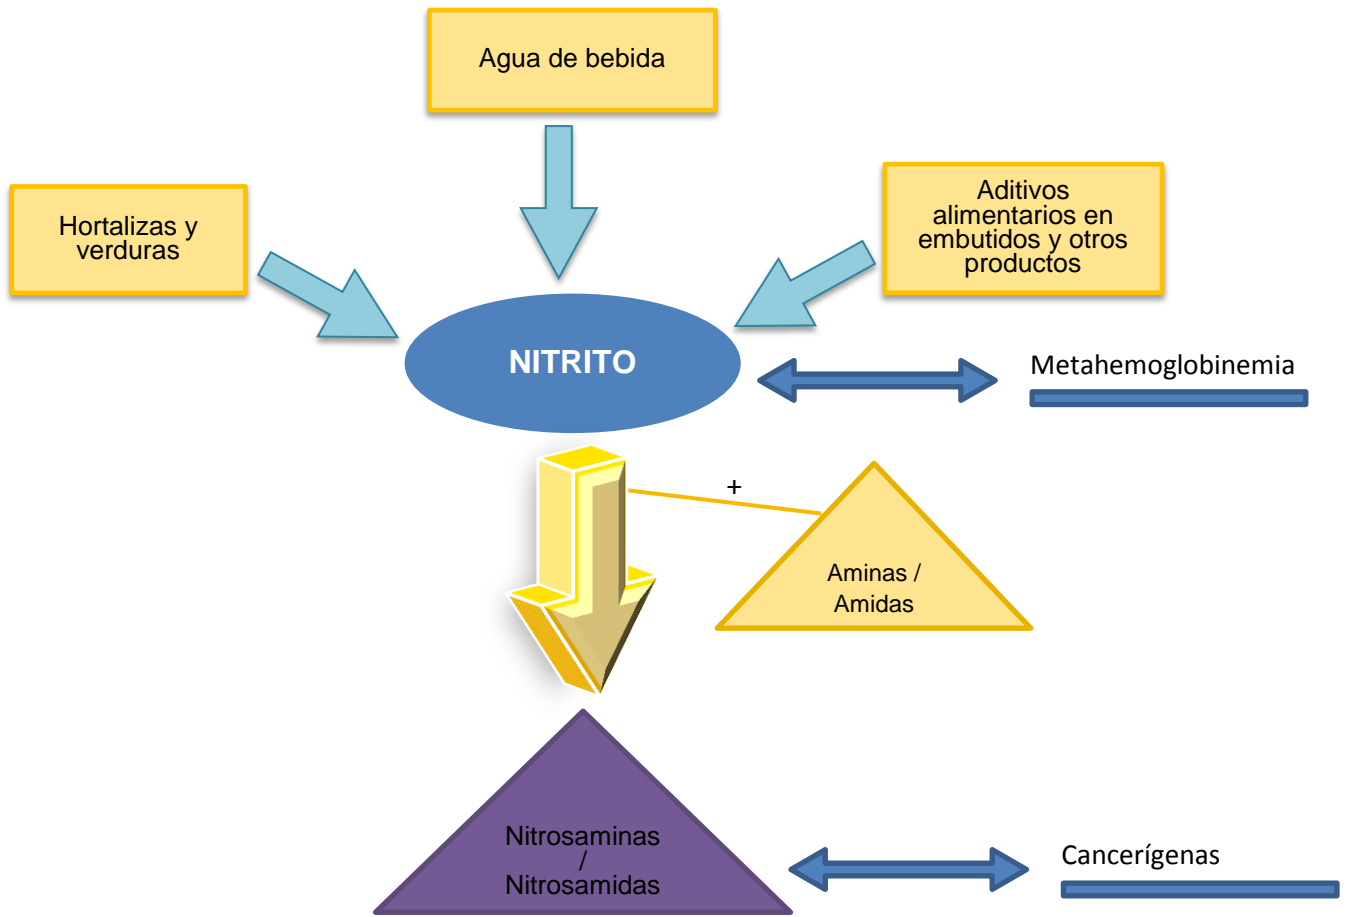 Agua de bebida
Hortalizas y
verduras
Aditivos
alimentarios en
embutidos y otros
productos
NITRITO
Metahemoglobinemia
+
Aminas /
Amidas
Nitrosaminas
/
Nitrosamidas
Cancerígenas